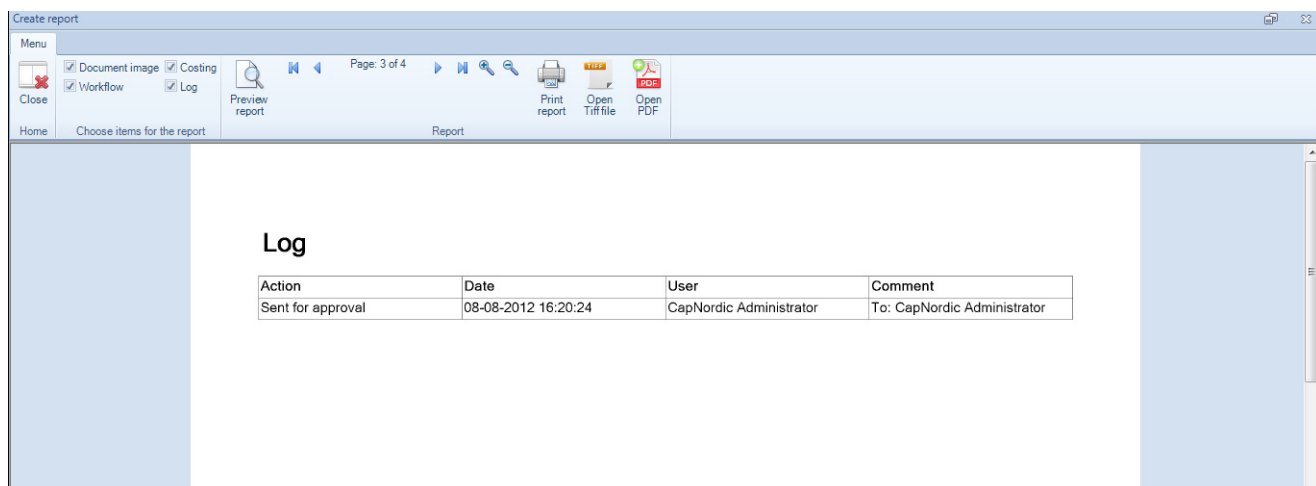 Create report
Menu
Document image Costing
Workflow Log
Page: 3 of 4
TIFF
PDF
Close
Preview report
Print report
Open Tiff file
Open PDF
Home
Choose items for the report
Report
Log
Action Date User Comment
Sent for approval 08-08-2012 16:20:24 CapNordic Administrator To: CapNordic Administrator